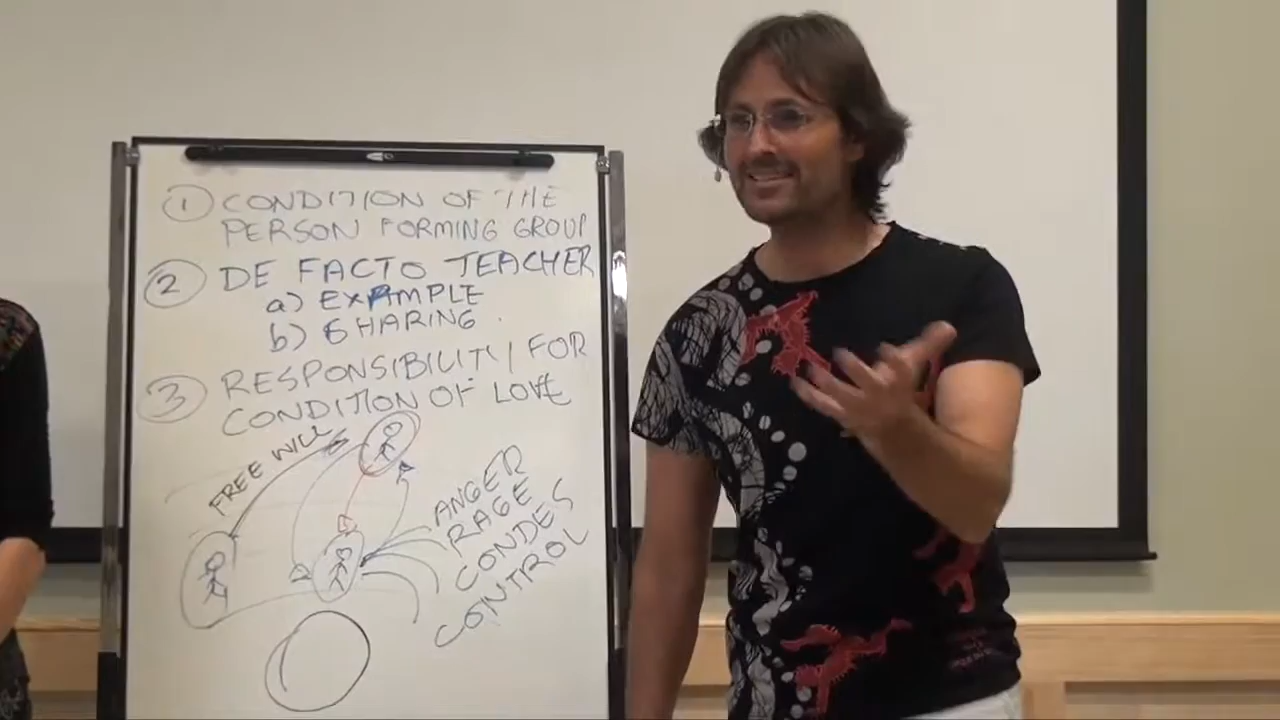 1 CONDITION OF THE
PERSON FORMING GROUP
2 DE FACTO TEACHER
a) EXAMPLE
b) SHARING
3 RESPONSIBILITY FOR
CONDITION OF LOVE
FREE WILL
ANGER
RAGE
CONDES
CONTROL